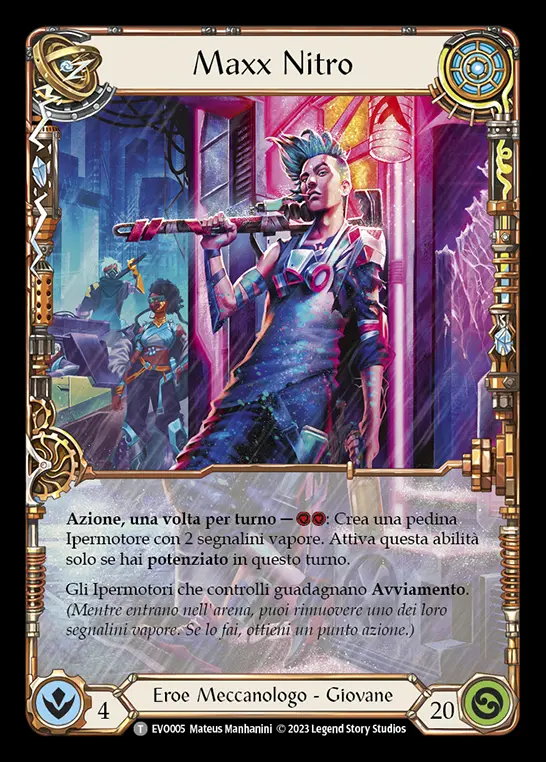 Maxx Nitro
Azione, una volta per turno — : Crea una pedina
Ipermotore con 2 segnalini vapore. Attiva questa abilità
solo se hai potenziato in questo turno.
Gli Ipermotori che controlli guadagnano Avviamento.
(Mentre entrano nell'arena, puoi rimuovere uno dei loro
segnalini vapore. Se lo fai, ottieni un punto azione.)
4
Eroe Meccanologo - Giovane
20
T EVO005 Mateus Manhanini © 2023 Legend Story Studios